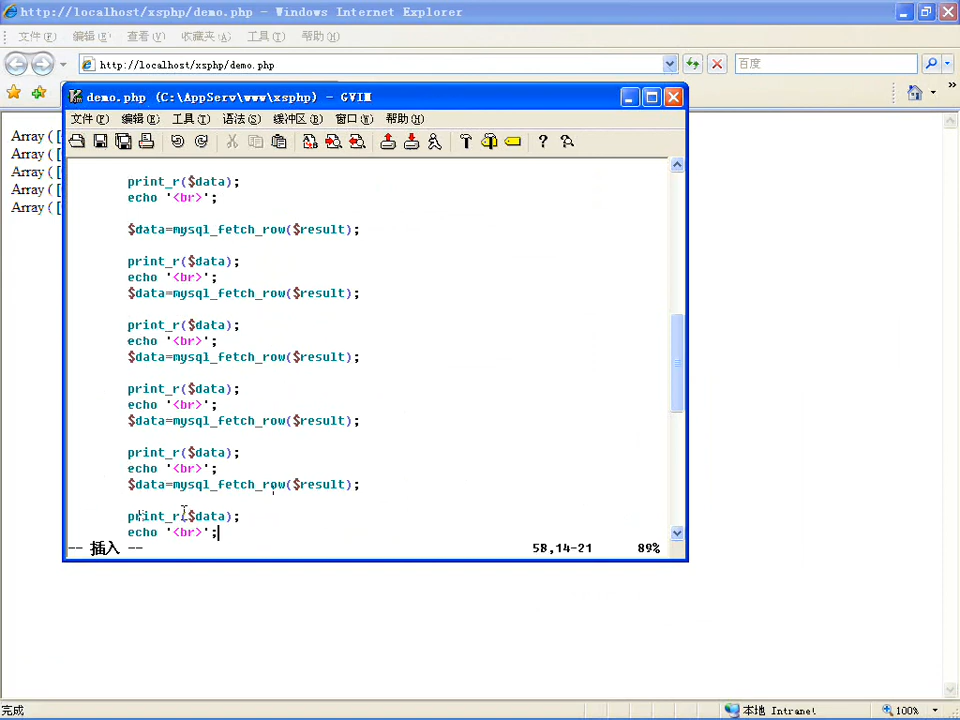 http://localhost/xsphp/demo.php - Windows Internet Explorer
文件(F) 编辑(E) 查看(V) 收藏夹(A) 工具(T) 帮助(H)
http://localhost/xsphp/demo.php 百度
demo.php (C:\AppServ\www\xsphp) - GVIM
文件(F) 编辑(E) 工具(T) 语法(S) 缓冲区(B) 窗口(W) 帮助(H)
Array ( [
Array ( [
Array ( [
Array ( [
Array ( [
print_r($data);
echo '<br>';
$data=mysql_fetch_row($result);
print_r($data);
echo '<br>';
$data=mysql_fetch_row($result);
print_r($data);
echo '<br>';
$data=mysql_fetch_row($result);
print_r($data);
echo '<br>';
$data=mysql_fetch_row($result);
print_r($data);
echo '<br>';
$data=mysql_fetch_row($result);
print_r($data);
echo '<br>';
-- 插入 -- 58,14-21 89%
完成 本地 Intranet 100%